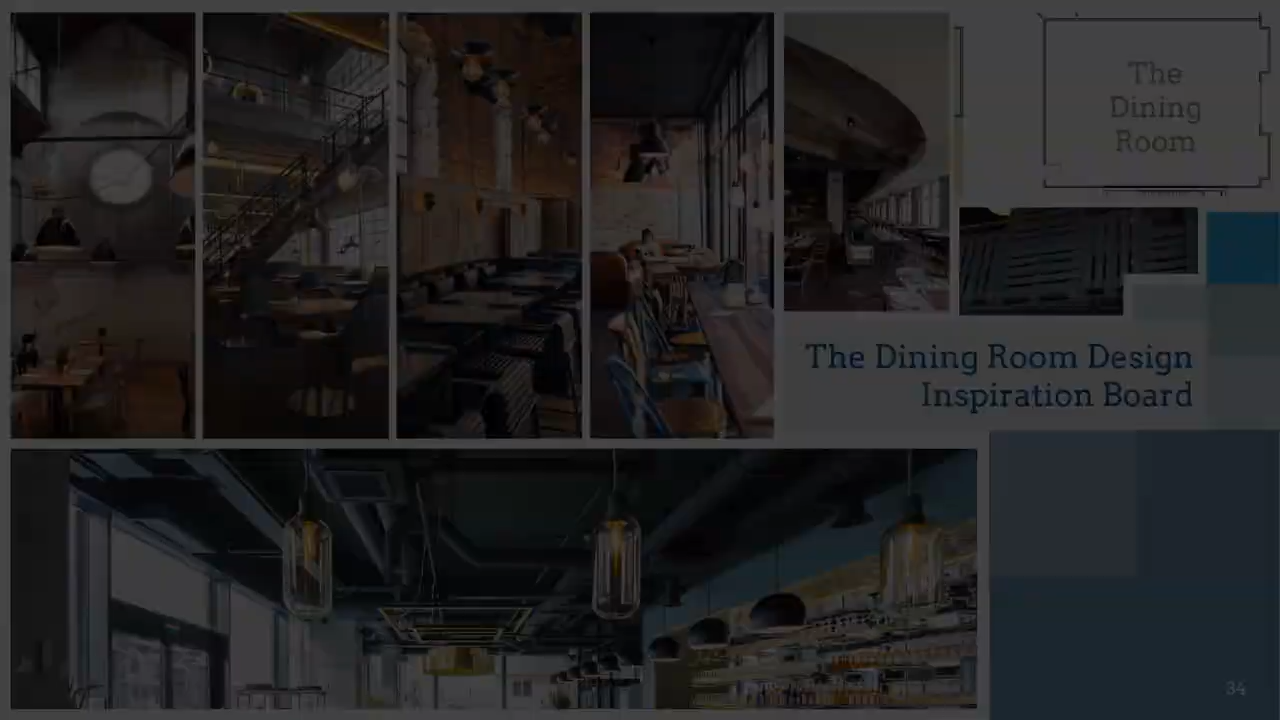 The
Dining
Room
The Dining Room Design
Inspiration Board
34